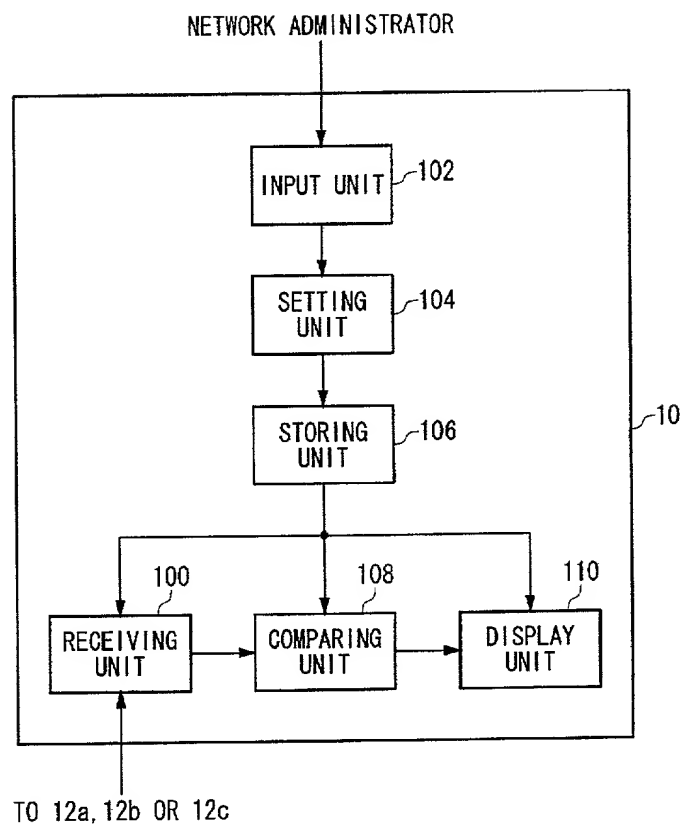 NETWORK ADMINISTRATOR
INPUT UNIT
102
SETTING
UNIT
104
STORING
UNIT
106
10
100
108
110
RECEIVING
UNIT
COMPARING
UNIT
DISPLAY
UNIT
TO 12a, 12b OR 12c